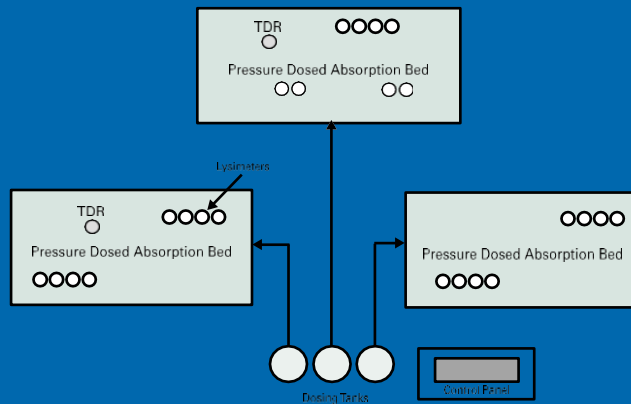 TDR
Pressure Dosed Absorption Bed
Lysimeters
TDR
Pressure Dosed Absorption Bed
Pressure Dosed Absorption Bed
Dosing Tanks
Control Panel